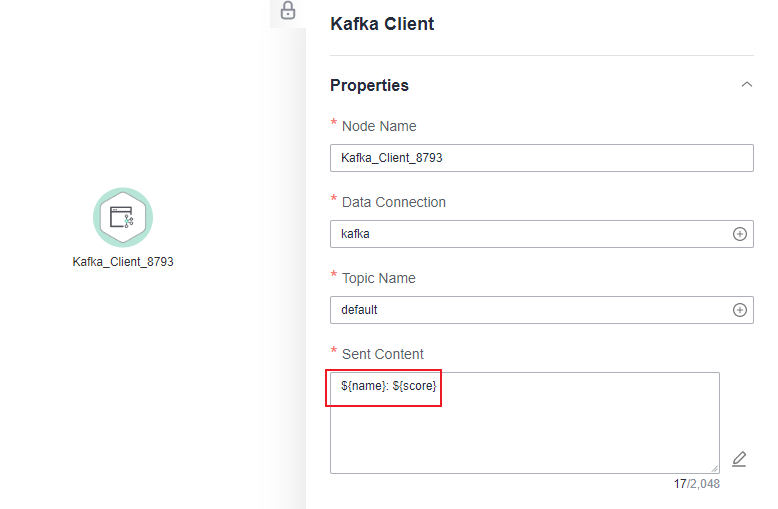 Kafka Client
Properties
* Node Name
Kafka_Client_8793
* Data Connection
kafka
* Topic Name
default
* Sent Content
${name}: ${score}
17/2,048
Kafka_Client_8793